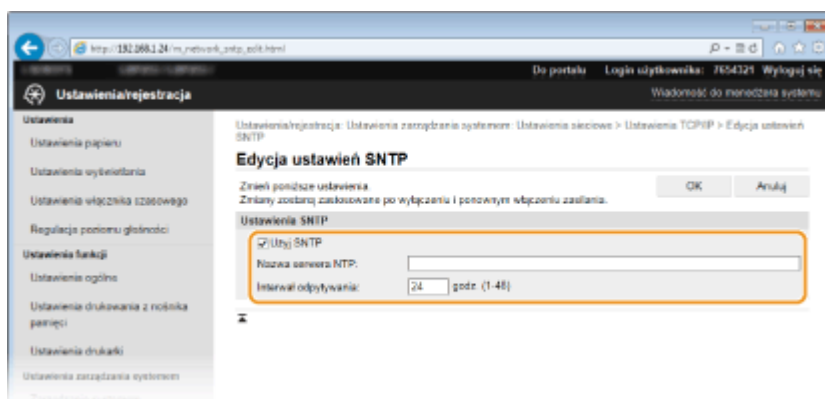 http://192.168.1.24/m_network_sntp_edit.html
Do portalu Login użytkownika: 7654321 Wyloguj się
Ustawienia/rejestracja
Wiadomość do menedżera systemu
Ustawienia
Ustawienia papieru
Ustawienia wyświetlania
Ustawienia włącznika czasowego
Regulacja poziomu głośności
Ustawienia funkcji
Ustawienia ogólne
Ustawienia drukowania z nośnika
pamięci
Ustawienia drukarki
Ustawienia zarządzania systemem
Ustawienia/rejestracja: Ustawienia zarządzania systemem: Ustawienia sieciowe > Ustawienia TCP/IP > Edycja ustawień
SNTP
Edycja ustawień SNTP
Zmień poniższe ustawienia.
Zmiany zostaną zastosowane po wyłączeniu i ponownym włączeniu zasilania.
OK Anuluj
Ustawienia SNTP
Użyj SNTP
Nazwa serwera NTP:
Interwał odpytywania: 24 godz. (1-48)